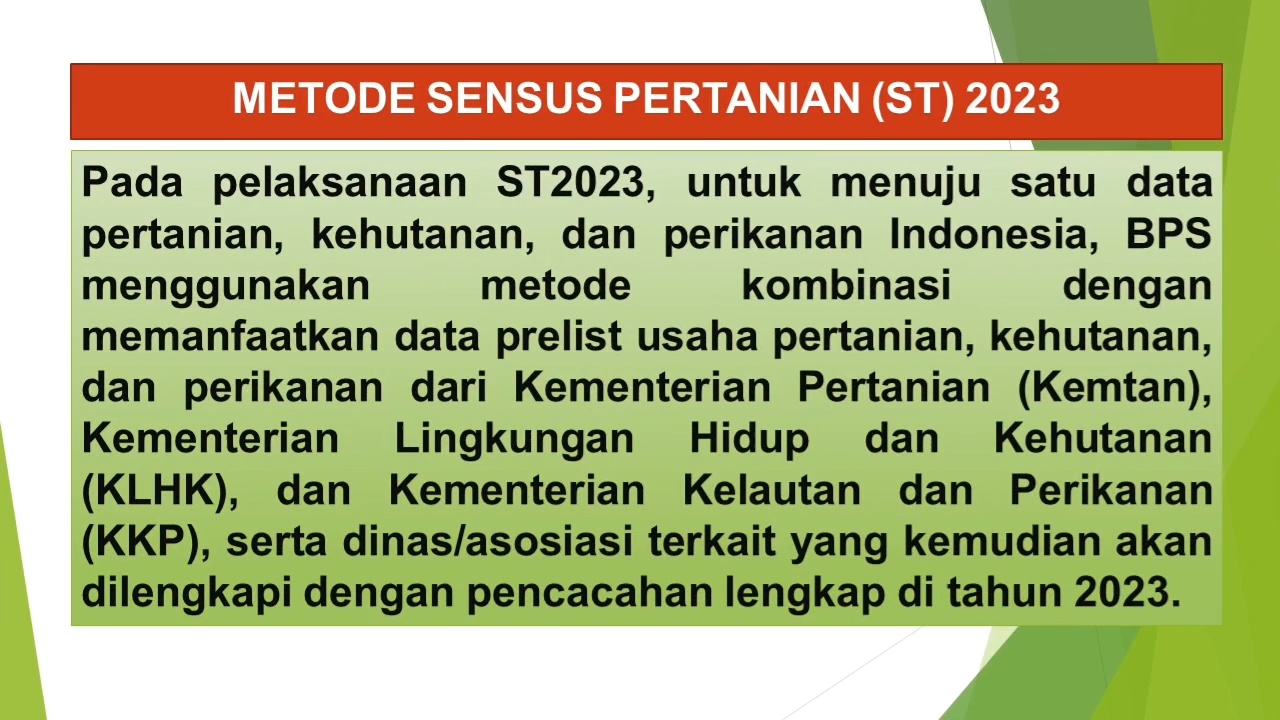 METODE SENSUS PERTANIAN (ST) 2023
Pada pelaksanaan ST2023, untuk menuju satu data
pertanian, kehutanan, dan perikanan Indonesia, BPS
menggunakan metode kombinasi dengan
memanfaatkan data prelist usaha pertanian, kehutanan,
dan perikanan dari Kementerian Pertanian (Kemtan),
Kementerian Lingkungan Hidup dan Kehutanan
(KLHK), dan Kementerian Kelautan dan Perikanan
(KKP), serta dinas/asosiasi terkait yang kemudian akan
dilengkapi dengan pencacahan lengkap di tahun 2023.